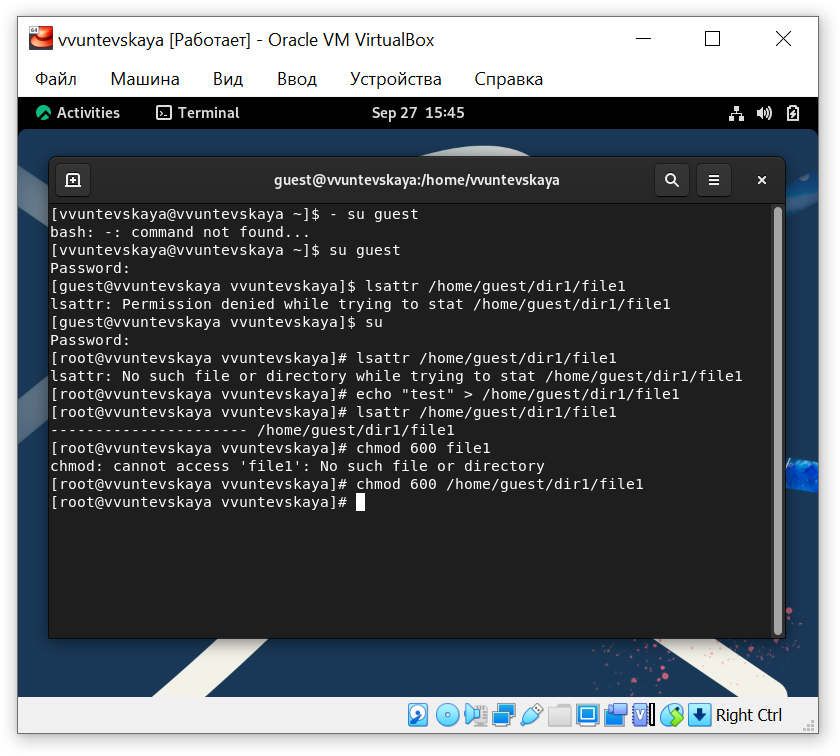 vvuntevskaya [Работает] - Oracle VM VirtualBox
Файл Машина Вид Ввод Устройства Справка
Activities Terminal Sep 27 15:45
guest@vvuntevskaya:/home/vvuntevskaya
[vvuntevskaya@vvuntevskaya ~]$ - su guest
bash: -: command not found...
[vvuntevskaya@vvuntevskaya ~]$ su guest
Password:
[guest@vvuntevskaya vvuntevskaya]$ lsattr /home/guest/dir1/file1
lsattr: Permission denied while trying to stat /home/guest/dir1/file1
[guest@vvuntevskaya vvuntevskaya]$ su
Password:
[root@vvuntevskaya vvuntevskaya]# lsattr /home/guest/dir1/file1
lsattr: No such file or directory while trying to stat /home/guest/dir1/file1
[root@vvuntevskaya vvuntevskaya]# echo "test" > /home/guest/dir1/file1
[root@vvuntevskaya vvuntevskaya]# lsattr /home/guest/dir1/file1
---------------------- /home/guest/dir1/file1
[root@vvuntevskaya vvuntevskaya]# chmod 600 file1
chmod: cannot access 'file1': No such file or directory
[root@vvuntevskaya vvuntevskaya]# chmod 600 /home/guest/dir1/file1
[root@vvuntevskaya vvuntevskaya]#
Right Ctrl